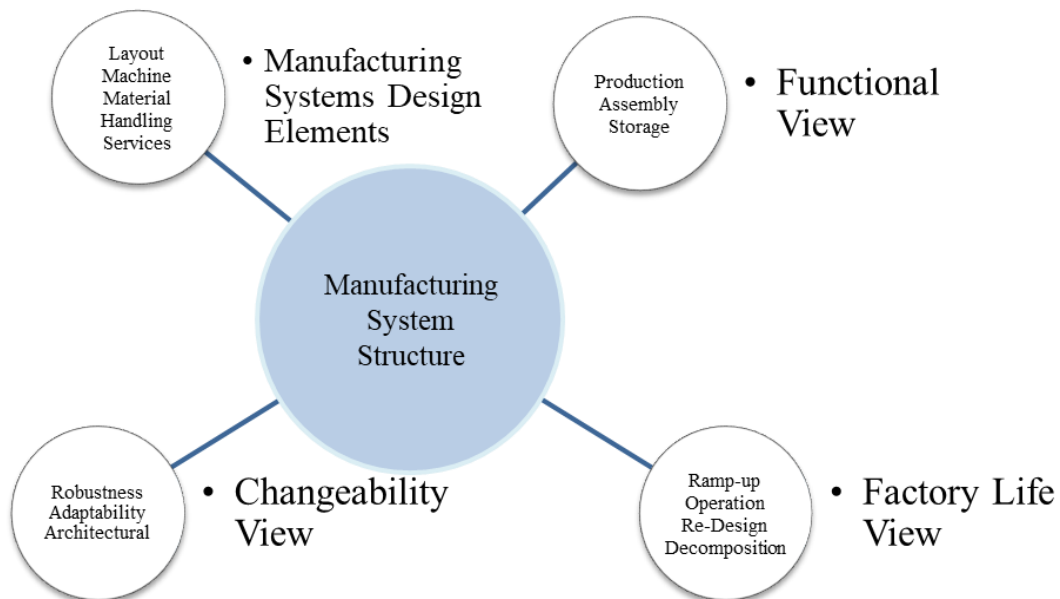 Layout
Machine
Material
Handling
Services
• Manufacturing
Systems Design
Elements
Production
Assembly
Storage
• Functional
View
Manufacturing
System
Structure
Robustness
Adaptability
Architectural
• Changeability
View
Ramp-up
Operation
Re-Design
Decomposition
• Factory Life
View